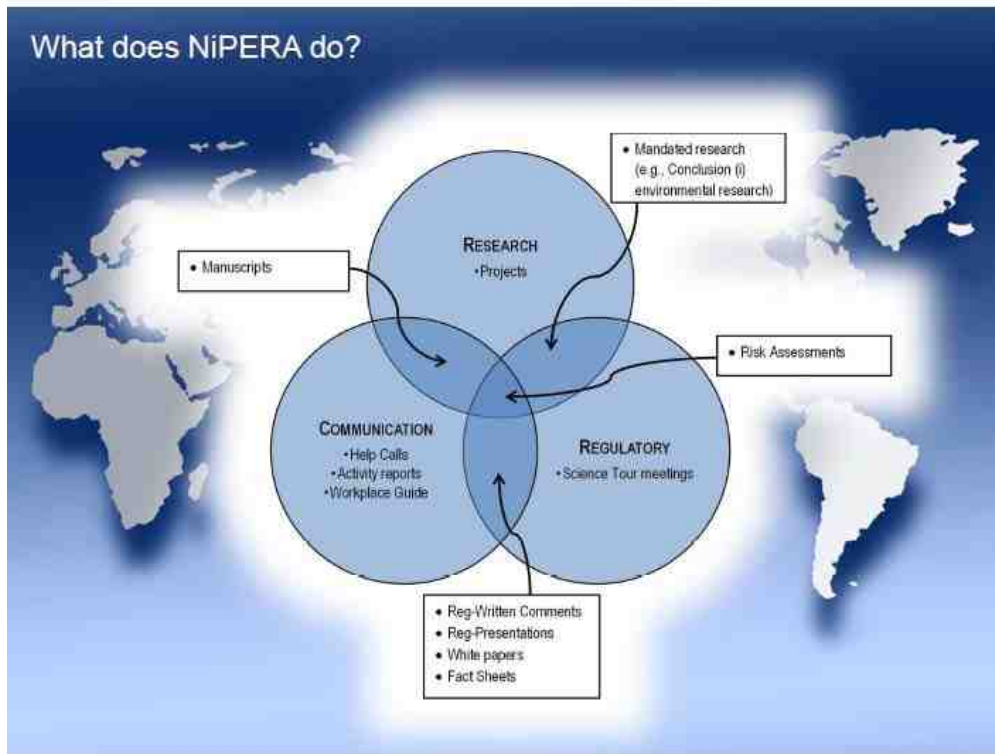 What does NiPERA do?
• Mandated research
(e.g., Conclusion (i)
environmental research)
RESEARCH
•Projects
• Manuscripts
• Risk Assessments
COMMUNICATION
•Help Calls
•Activity reports
•Workplace Guide
REGULATORY
•Science Tour meetings
• Reg-Written Comments
• Reg-Presentations
• White papers
• Fact Sheets